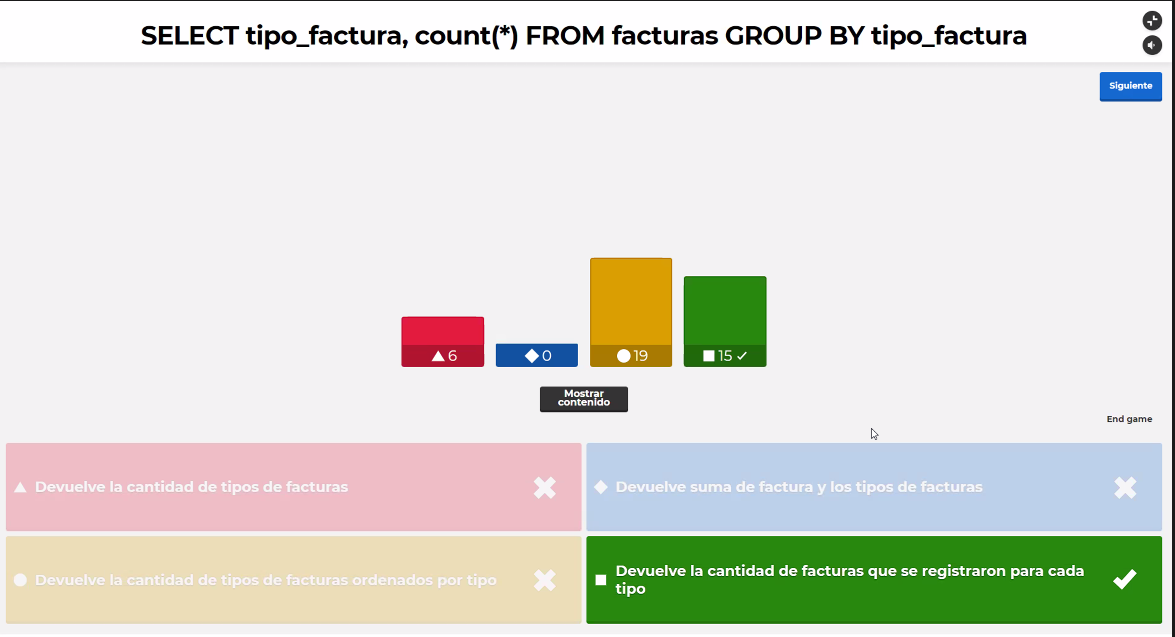 SELECT tipo_factura, count(*) FROM facturas GROUP BY tipo_factura
Siguiente
6
0
19
15
Mostrar
contenido
End game
Devuelve la cantidad de tipos de facturas
Devuelve suma de factura y los tipos de facturas
Devuelve la cantidad de tipos de facturas ordenados por tipo
Devuelve la cantidad de facturas que se registraron para cada
tipo